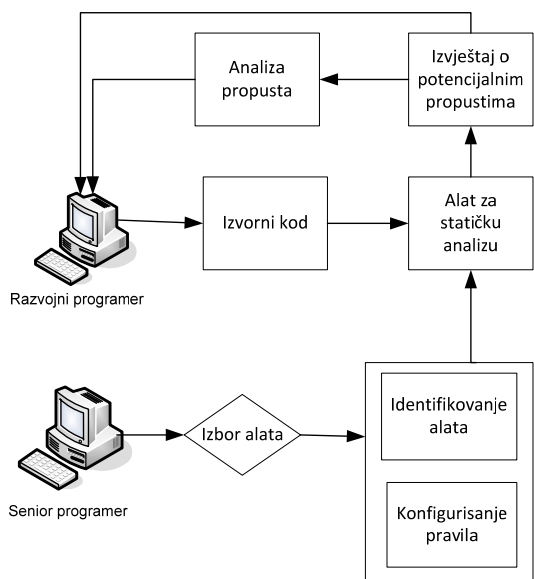 Analiza
propusta
Izvještaj o
potencijalnim
propustima
Izvorni kod
Alat za
statičku
analizu
Razvojni programer
Izbor alata
Identifikovanje
alata
Konfigurisanje
pravila
Senior programer